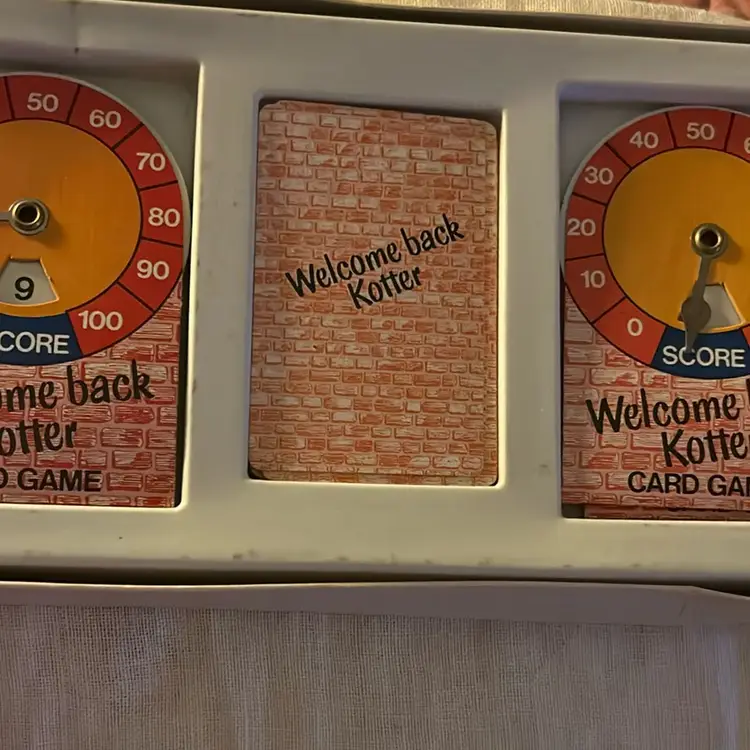 50
60
70
80
90
100
9
CORE
ome back
otter
D GAME
Welcome back
Kotter
50
40
30
20
10
0
SCORE
Welcome
Kotte
CARD GA